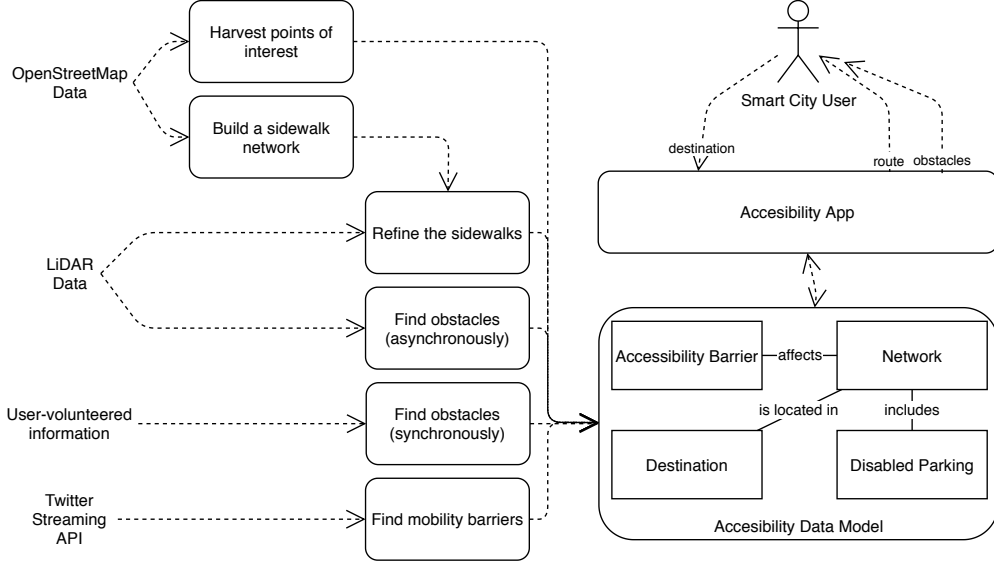 Harvest points of
interest
OpenStreetMap
Data
Build a sidewalk
network
Smart City User
destination
route
obstacles
Accesibility App
Refine the sidewalks
LiDAR
Data
Find obstacles
(asynchronously)
Accessibility Barrier
affects
Network
is located in
includes
User-volunteered
information
Find obstacles
(synchronously)
Destination
Disabled Parking
Twitter
Streaming
API
Find mobility barriers
Accesibility Data Model